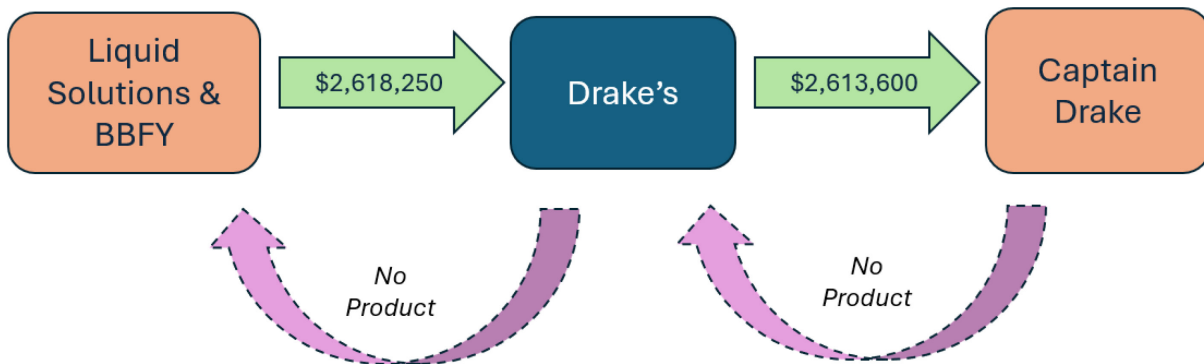 Liquid
Solutions &
BBFY
$2,618,250
Drake's
$2,613,600
Captain
Drake
No
Product
No
Product